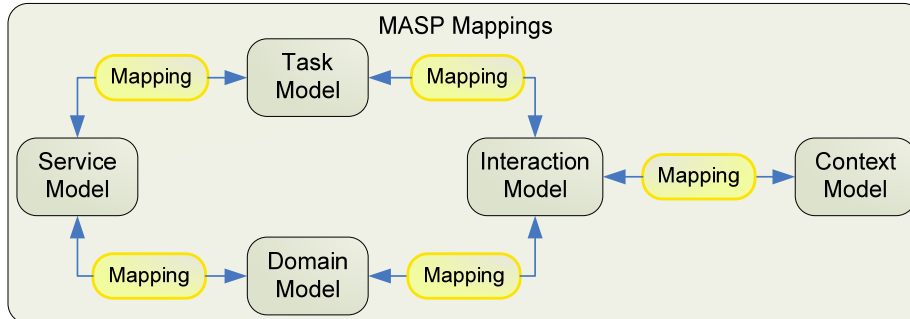 MASP Mappings
Task
Model
Mapping
Mapping
Service
Model
Interaction
Model
Mapping
Context
Model
Mapping
Domain
Model
Mapping